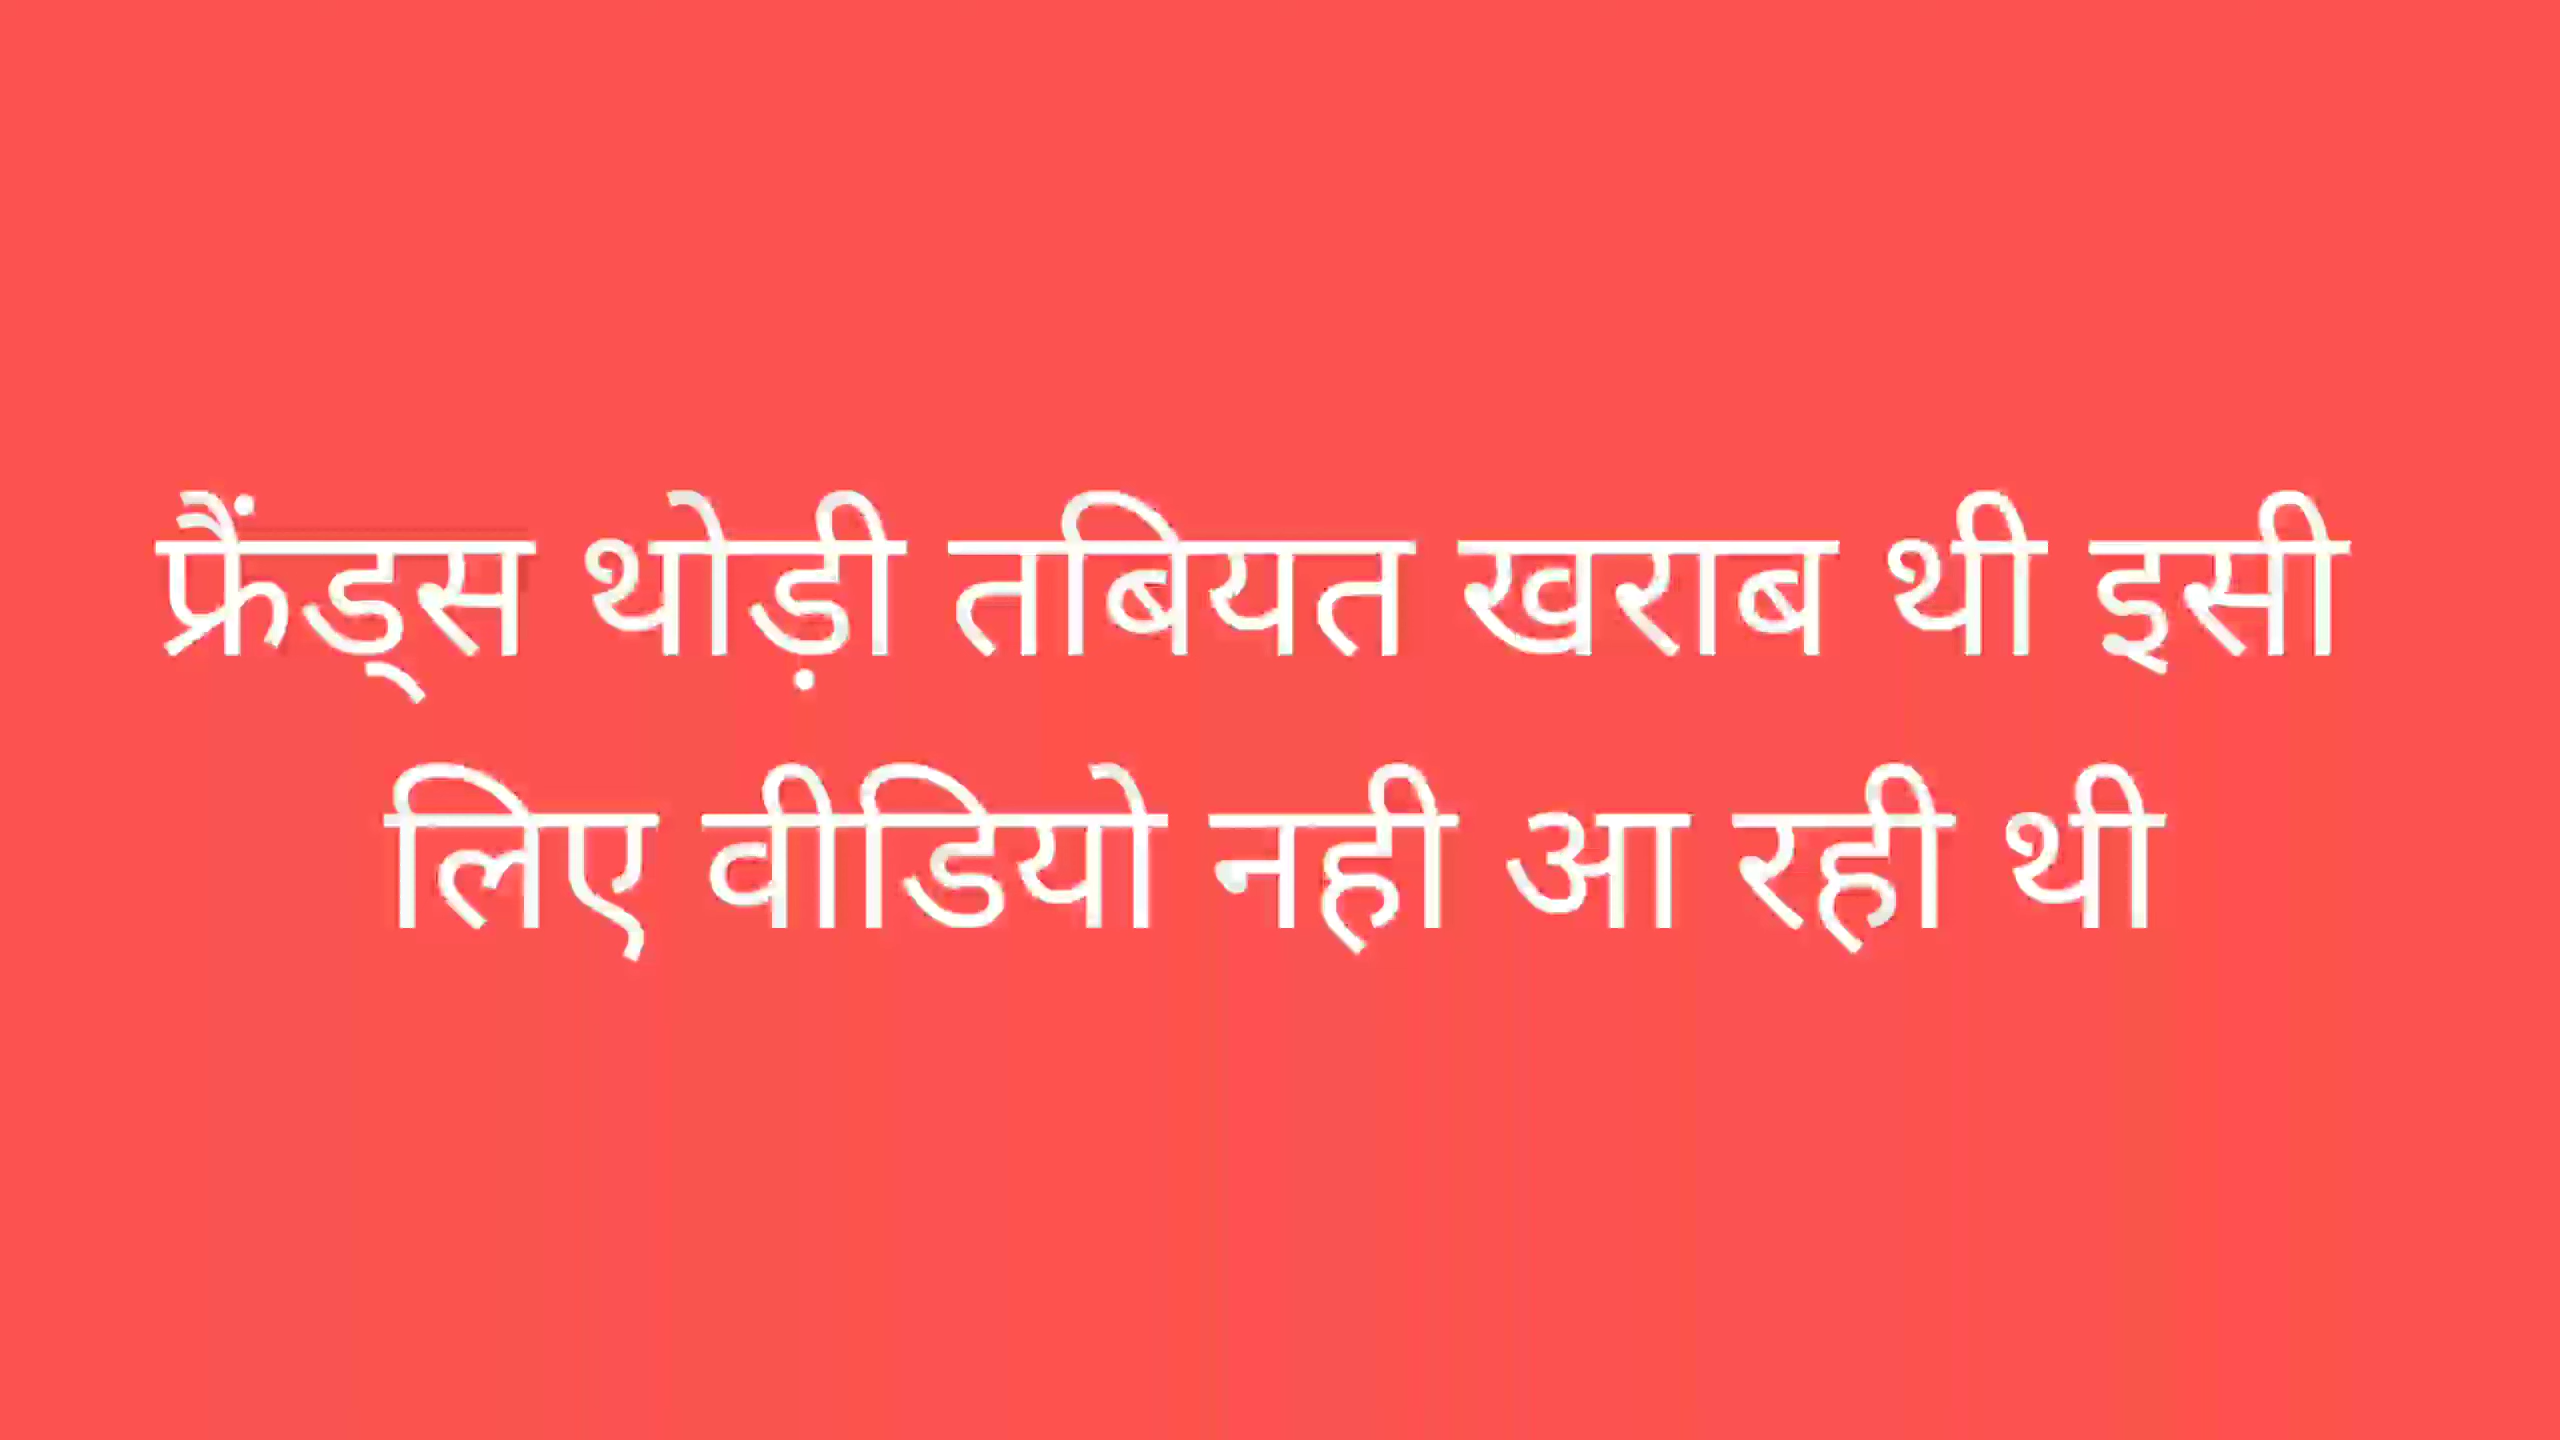 फ्रैंड्स थोड़ी तबियत खराब थी इसी
लिए वीडियो नही आ रही थी